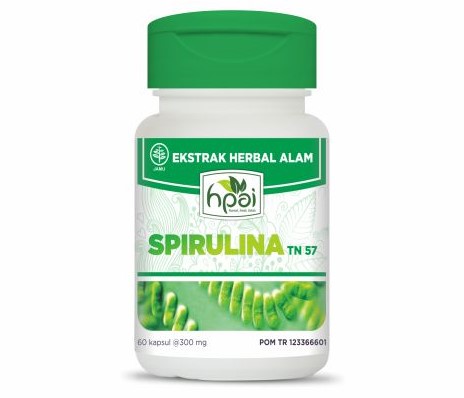 JAMU
EKSTRAK HERBAL ALAM
hpai
SPIRULINA TN 57
60 kapsul @300 mg POM TR 123366601